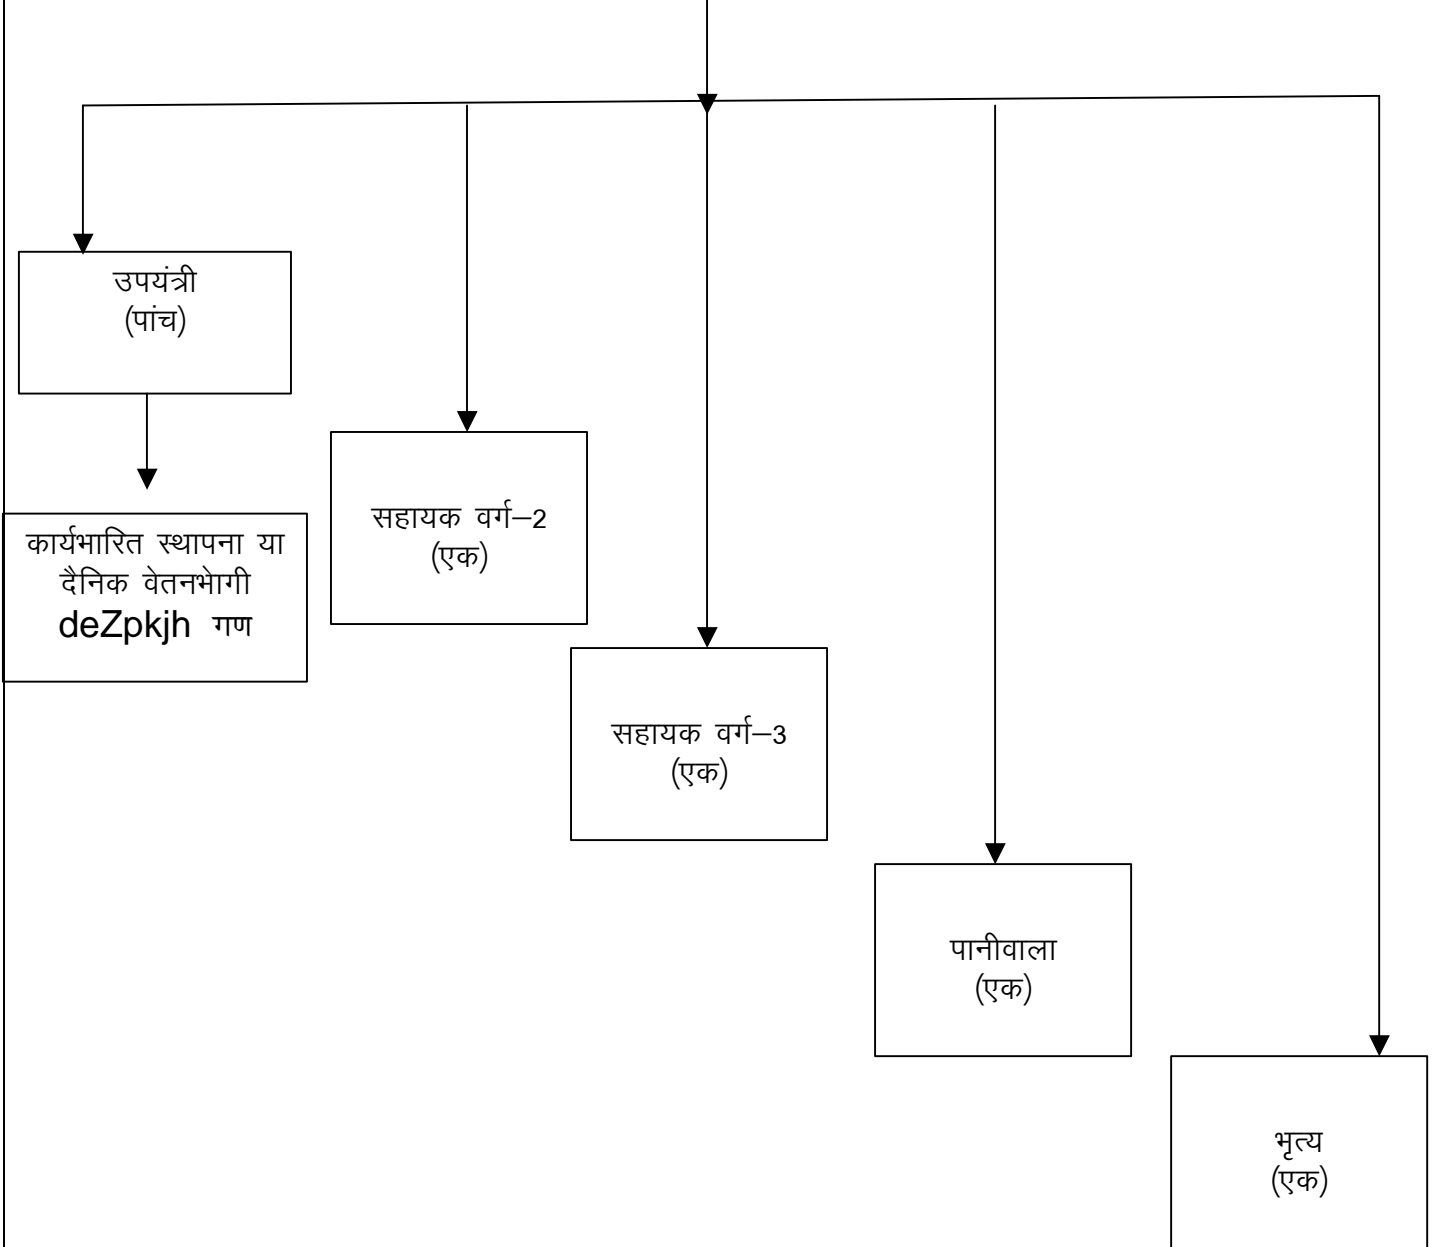 उपयंत्री
(पांच)
कार्यभारित स्थापना या
दैनिक वेतनभेागी
deZpkjh गण
सहायक वर्ग–2
(एक)
सहायक वर्ग–3
(एक)
पानीवाला
(एक)
भृत्य
(एक)